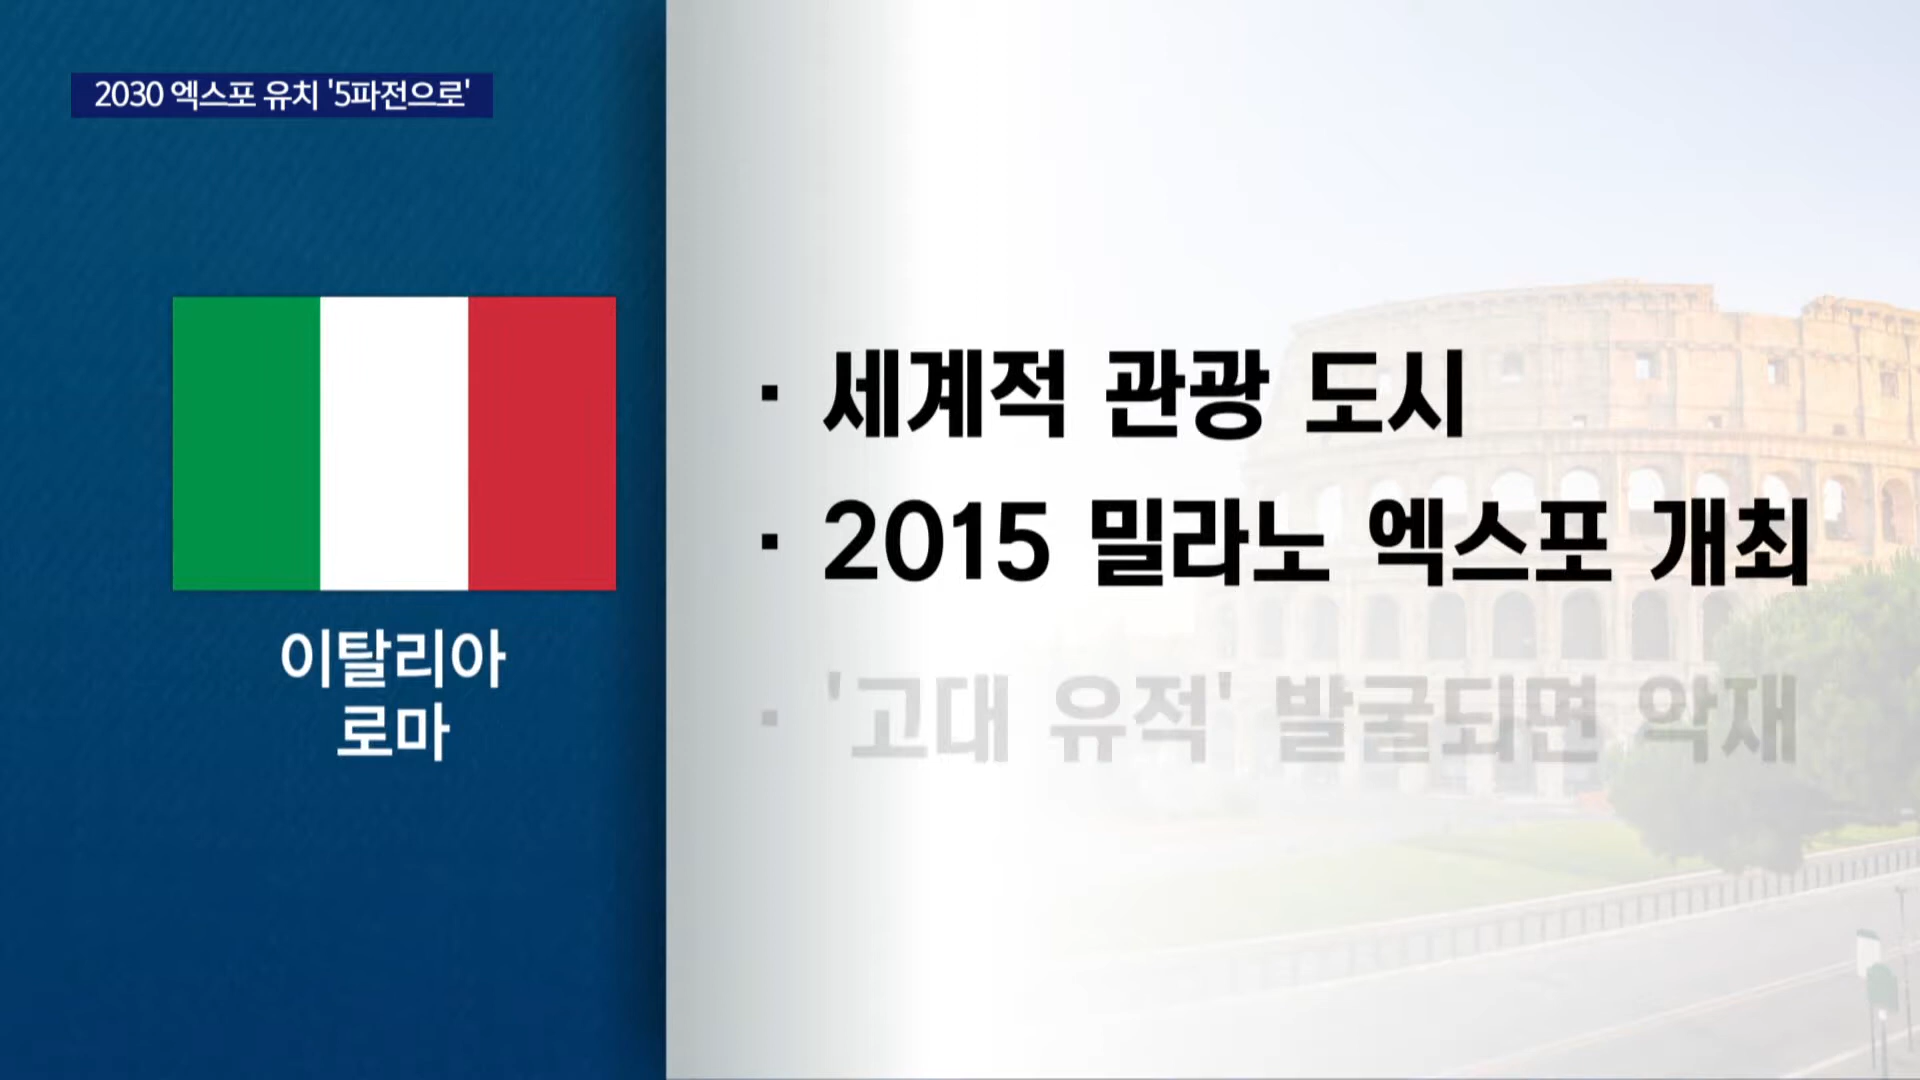 2030 엑스포 유치 '5파전으로'
이탈리아
로마
· 세계적 관광 도시
· 2015 밀라노 엑스포 개최
· '고대 유적' 발굴되면 악재